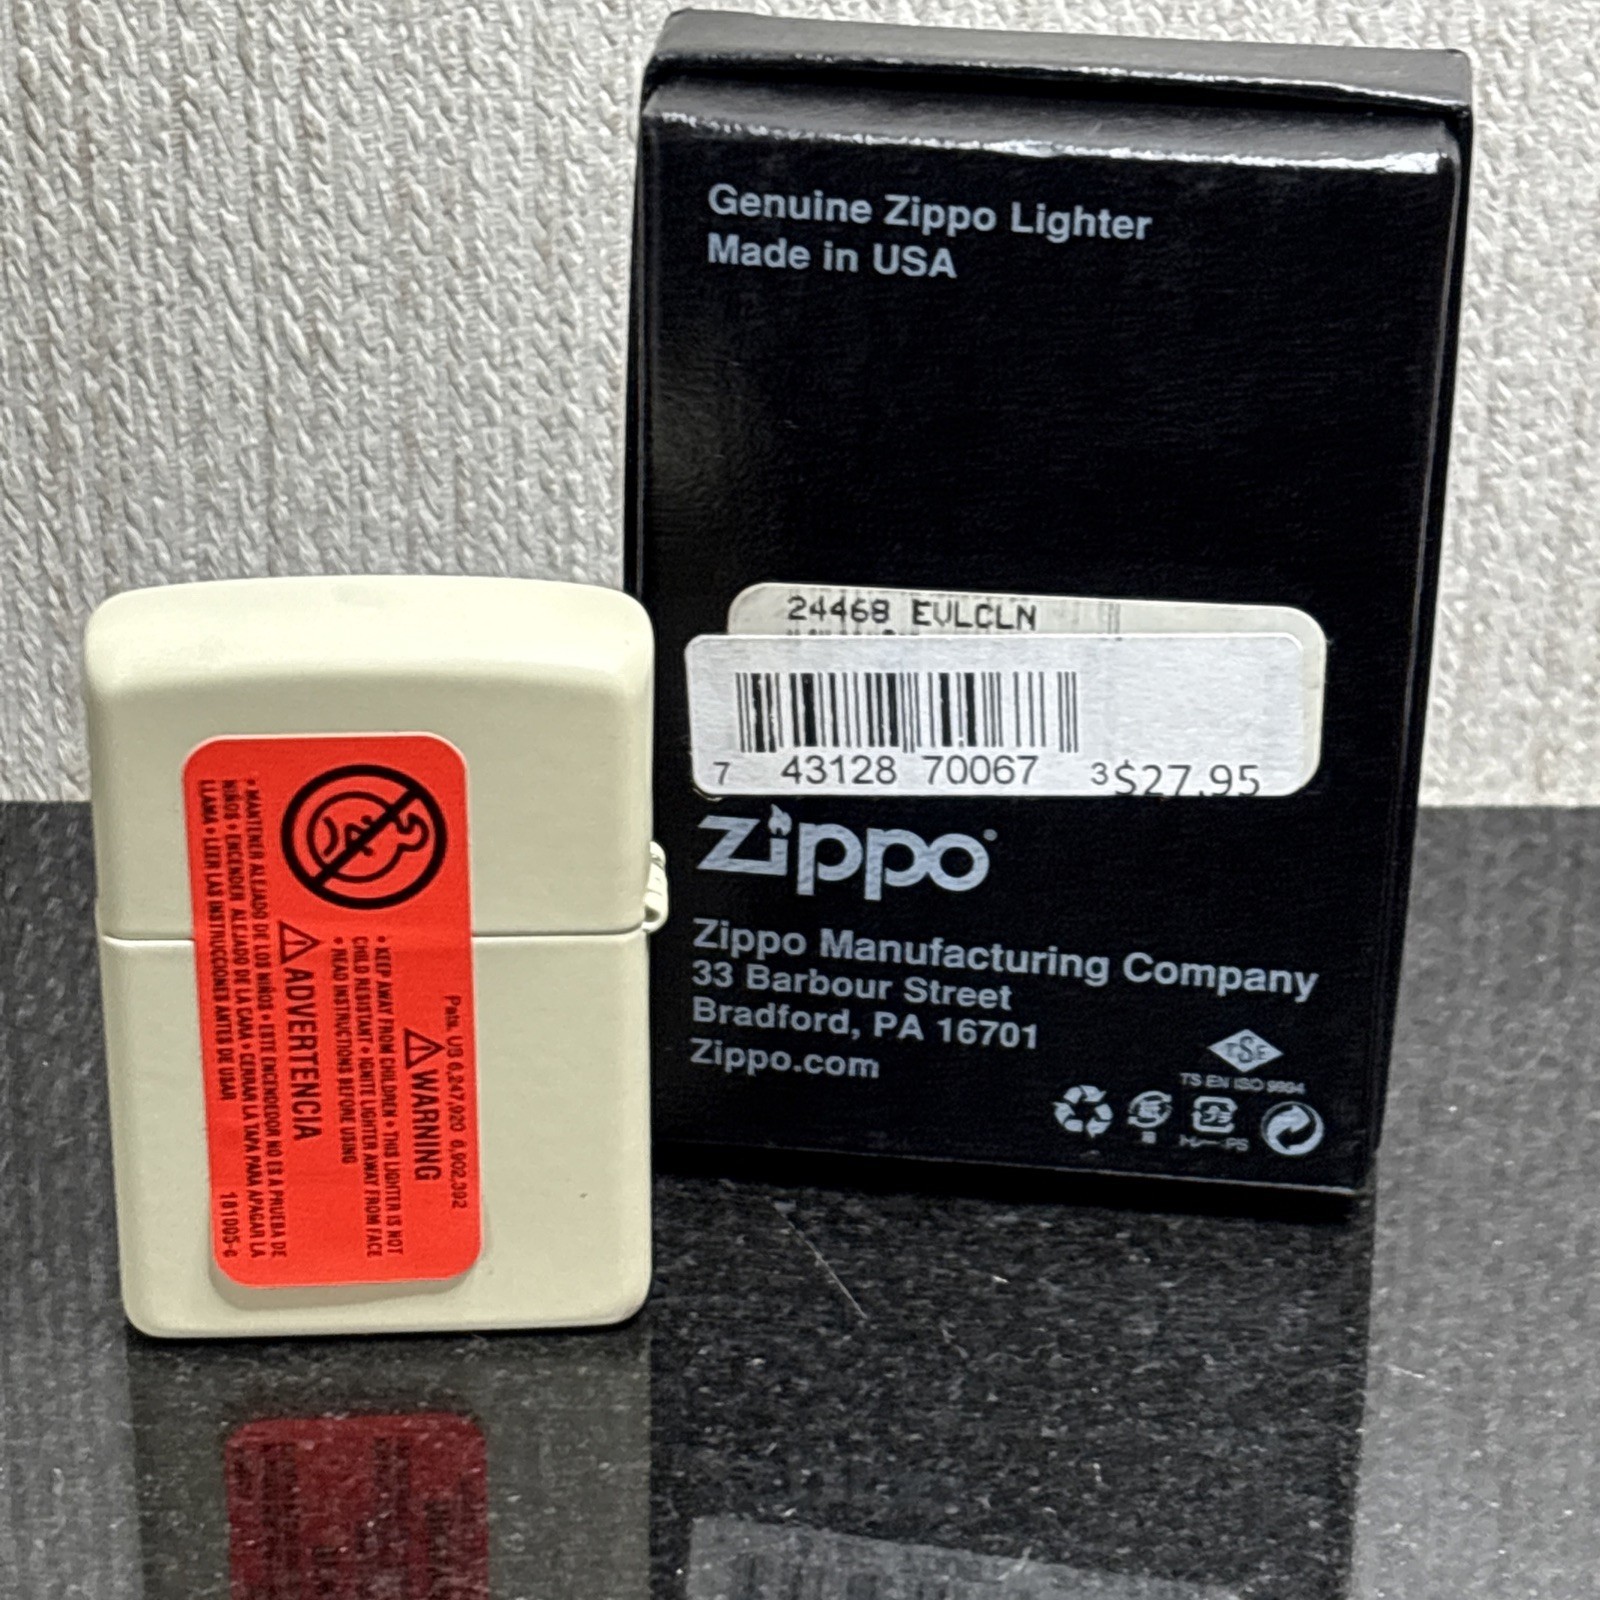 Genuine Zippo Lighter
Made in USA
24468 EVLCLN
7 43128 70067 3
$27.95
zippo
Zippo Manufacturing Company
33 Barbour Street
Bradford, PA 16701
Zippo.com
TSE
TS EN ISO 9994
PS
Pats. US 6,247,920 6,902,392
⚠WARNING
• KEEP AWAY FROM CHILDREN • THIS LIGHTER IS NOT
CHILD RESISTANT • IGNITE LIGHTER AWAY FROM FACE
• READ INSTRUCTIONS BEFORE USING
⚠ADVERTENCIA
• MANTENER ALEJADO DE LOS NIÑOS • ESTE ENCENDEDOR NO ES A PRUEBA DE
NIÑOS • ENCENDER ALEJADO DE LA CARA • CERRAR LA TAPA PARA APAGAR LA
LLAMA • LEER LAS INSTRUCCIONES ANTES DE USAR
181005-c